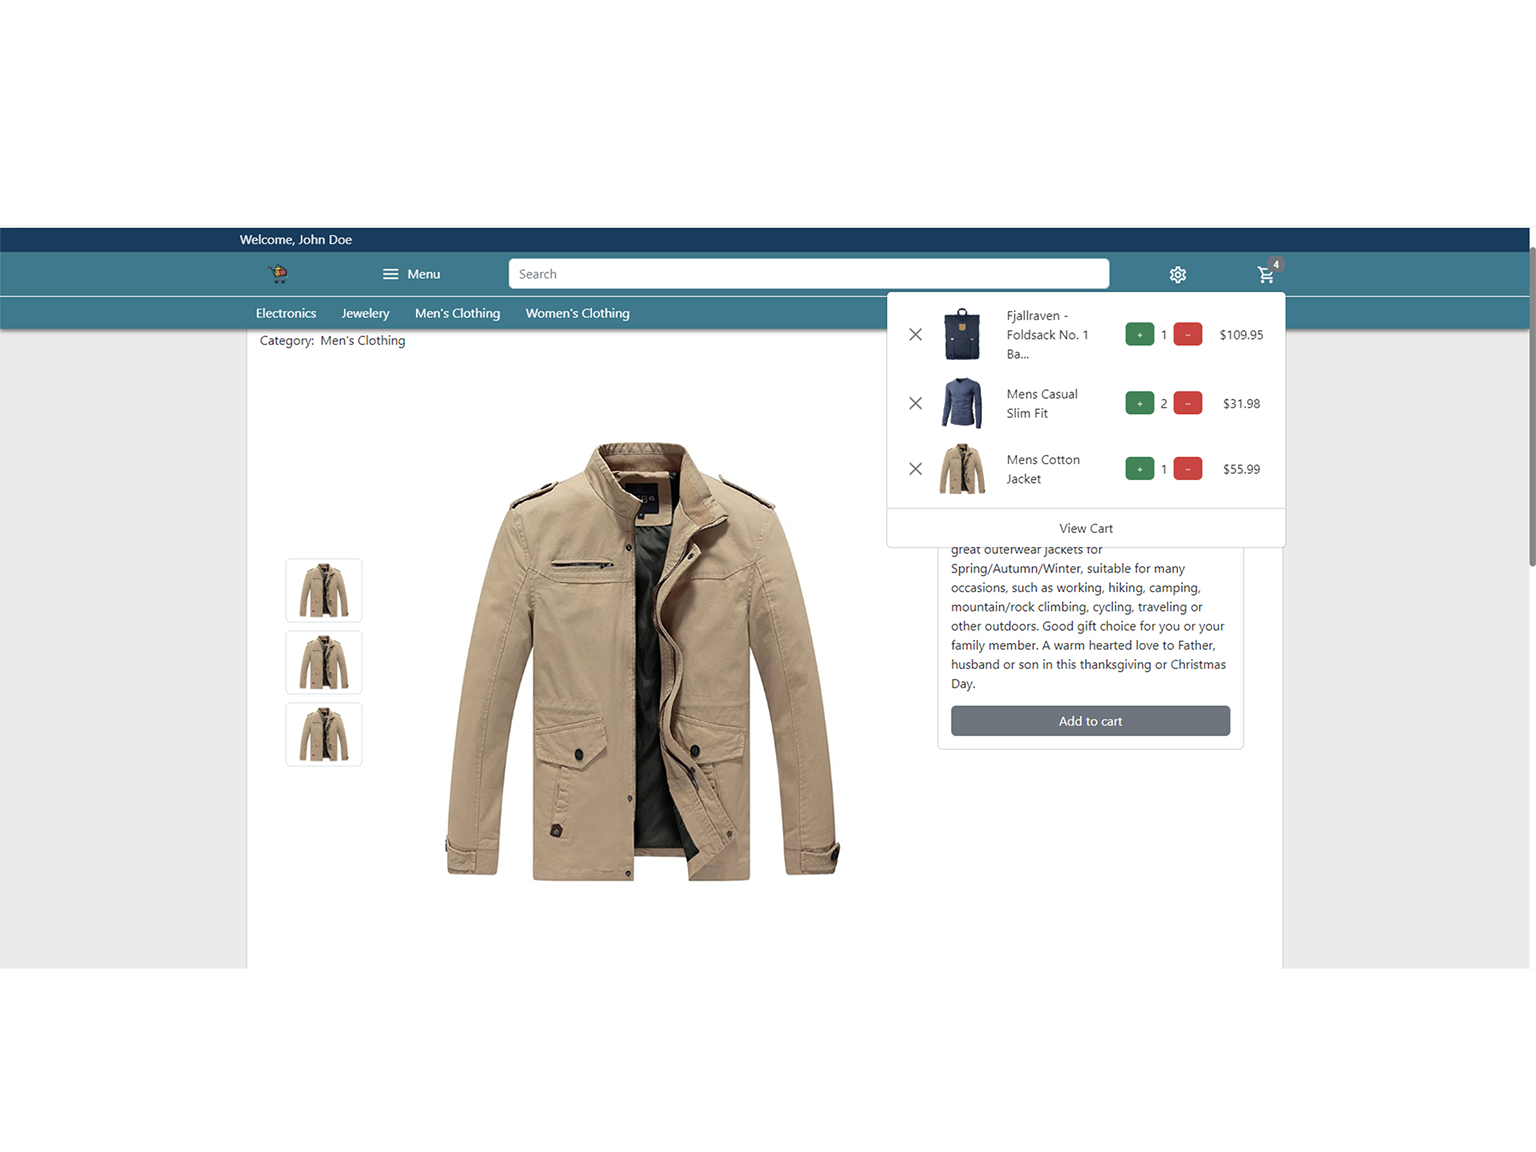 Welcome, John Doe
Menu
Search
4
Electronics
Jewelery
Men's Clothing
Women's Clothing
Category: Men's Clothing
Fjallraven -
Foldsack No. 1
Ba...
+ 1 - $109.95
Mens Casual
Slim Fit
+ 2 - $31.98
Mens Cotton
Jacket
+ 1 - $55.99
View Cart
great outerwear jackets for
Spring/Autumn/Winter, suitable for many
occasions, such as working, hiking, camping,
mountain/rock climbing, cycling, traveling or
other outdoors. Good gift choice for you or your
family member. A warm hearted love to Father,
husband or son in this thanksgiving or Christmas
Day.
Add to cart